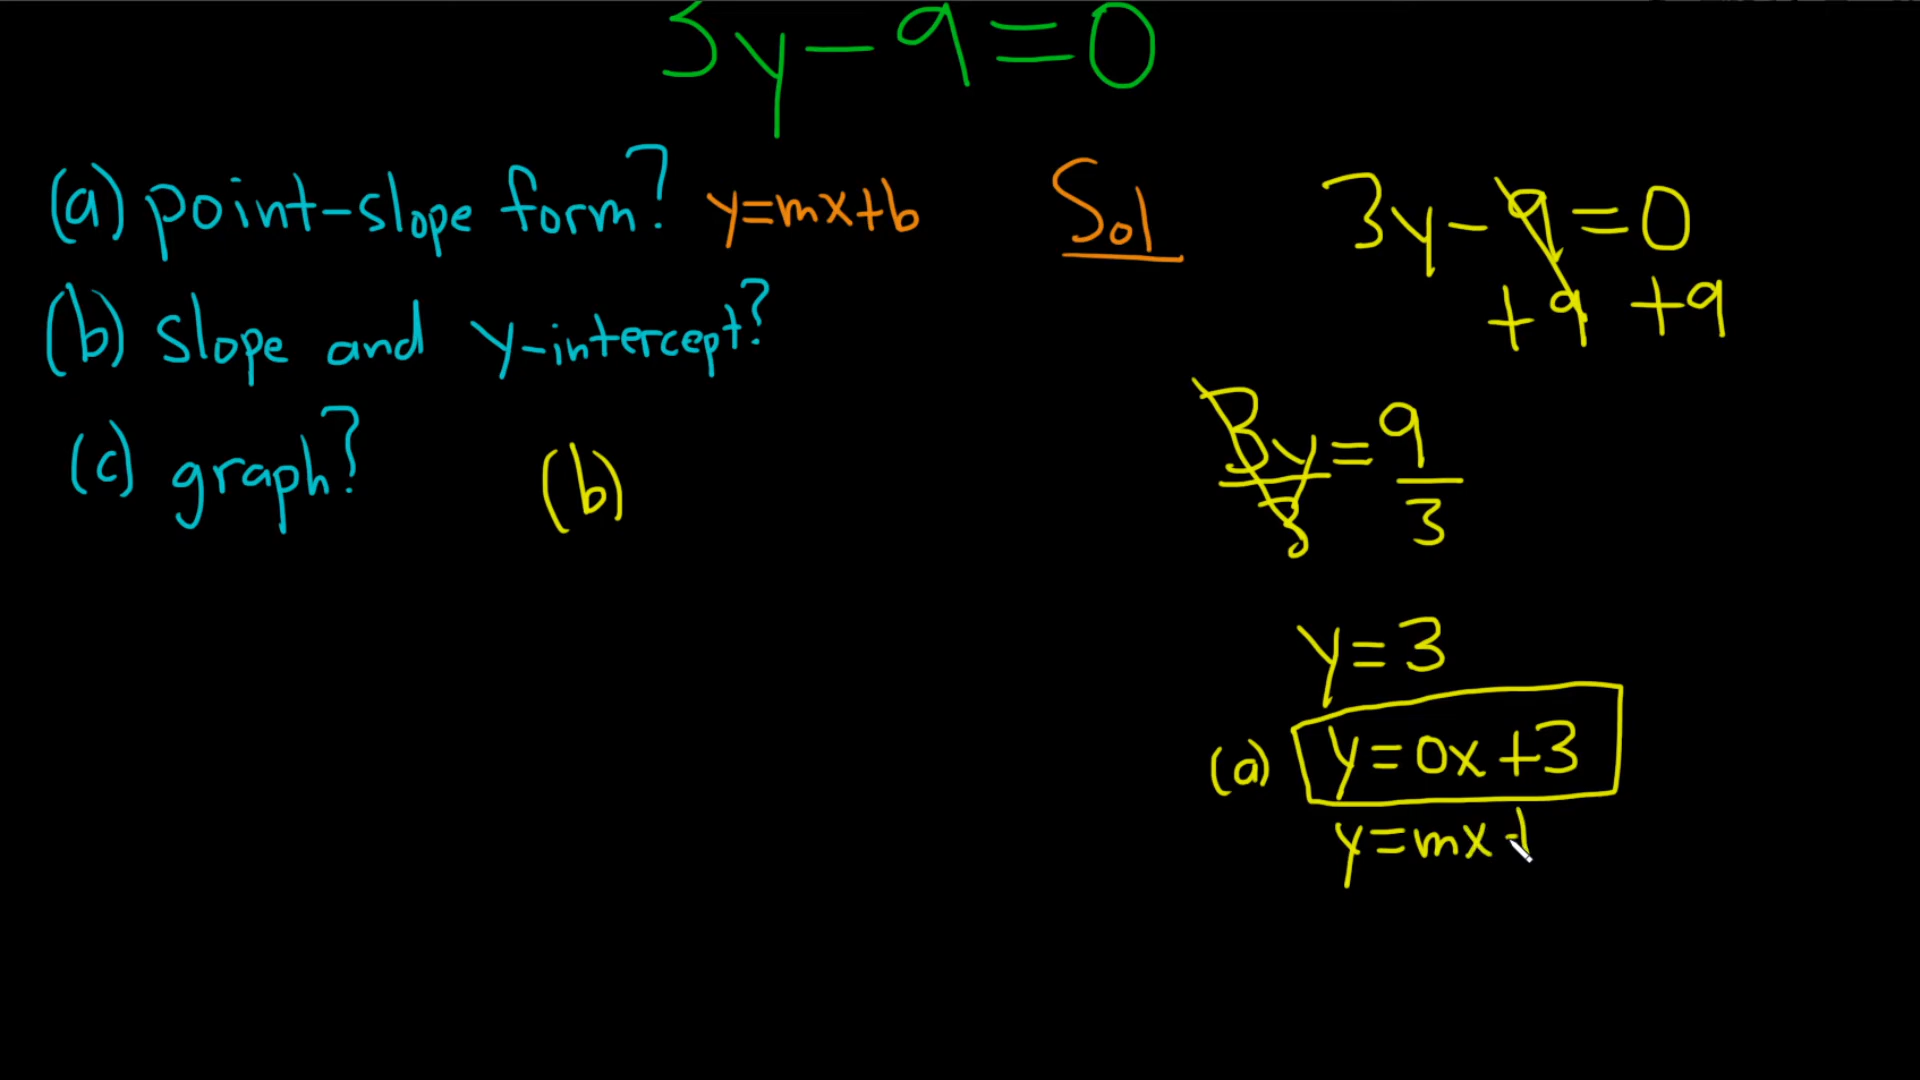 3y-9=0
(a) point-slope form? y=mx+b
(b) slope and y-intercept?
(c) graph?
(b)
Sol
3y-9=0
+9 +9
3y=9
3 3
y=3
(a) y=0x+3
y=mx+